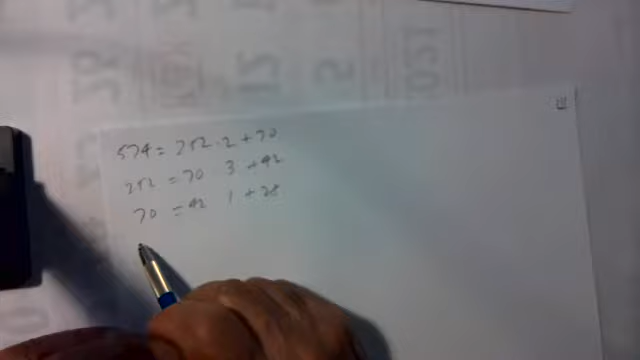 574 = 252 · 2 + 70
252 = 70 3 + 42
70 = 42 1 + 28